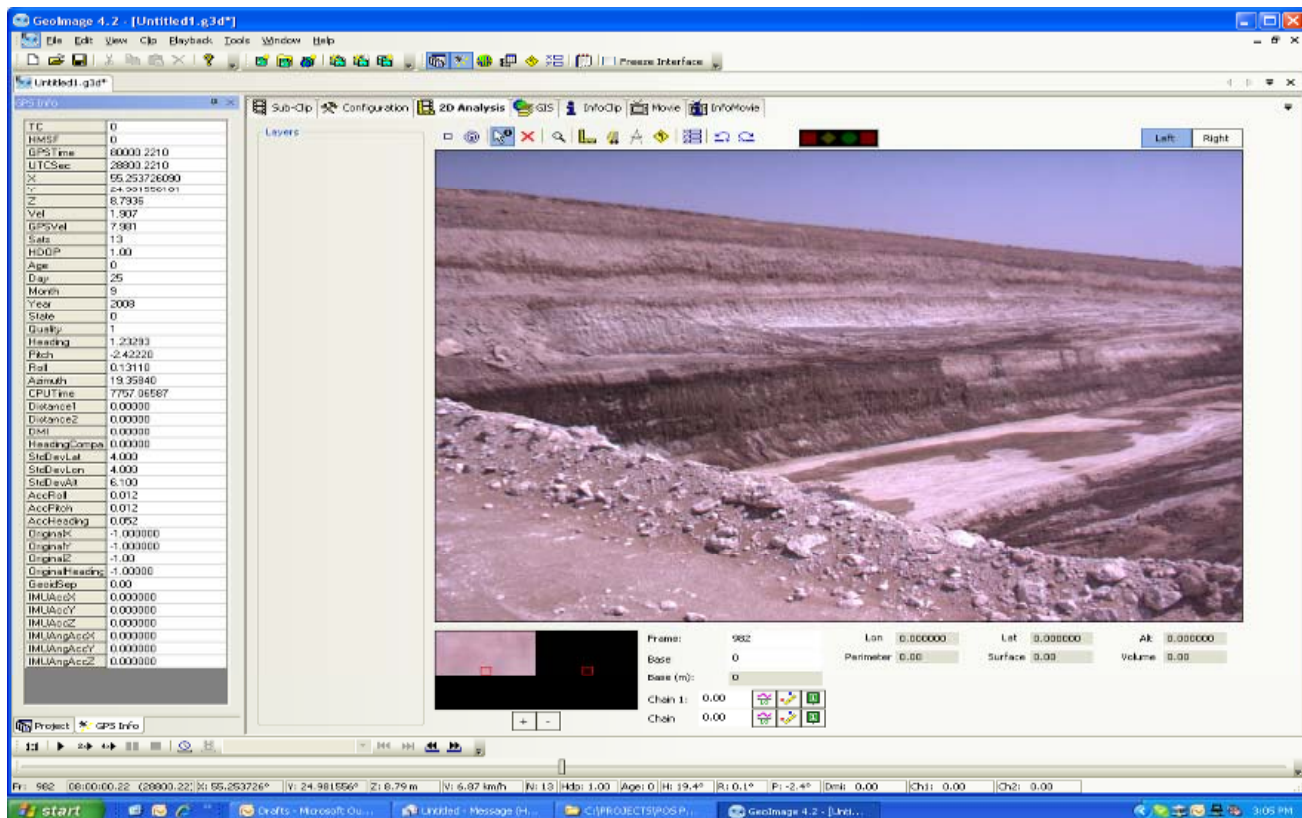 GeoImage 4.2 - [Untitled1.g3d*]
File Edit View Clip Playback Tools Window Help
Freeze Interface
Untitled1.g3d*
GPS Info
Sub-Clip Configuration 2D Analysis GIS InfoClip Movie InfoMovie
Layers
Left Right
TC 0
HMSF 0
GPSTime 80000.2210
UTCSec 28800.2210
X 55.253726090
Y
Z 8.7936
Vel 1.907
GPSVel 7.981
Sats 13
HDOP 1.00
Age 0
Day 25
Month 9
Year 2008
State 0
Quality 1
Heading 1.23293
Pitch -2.42220
Roll 0.13110
Azimuth 19.35840
CPUTime 7757.06587
Distance1 0.00000
Distance2 0.00000
DMI 0.00000
HeadingCompa 0.00000
StdDevLat 4.000
StdDevLon 4.000
StdDevAlt 6.100
AccRoll 0.012
AccPitch 0.012
AccHeading 0.052
OriginalX -1.000000
OriginalY -1.000000
OriginalZ -1.00
OriginalHeading -1.00000
GeoidSep 0.00
IMUAccX 0.000000
IMUAccY 0.000000
IMUAccZ 0.000000
IMUAngAccX 0.000000
IMUAngAccY 0.000000
IMUAngAccZ 0.000000
Frame: 982 Lon 0.000000 Lat 0.000000 Alt 0.000000
Base 0 Perimeter 0.00 Surface 0.00 Volume 0.00
Base (m): 0
Chain 1: 0.00
Chain 0.00
+ -
Project GPS Info
1:1
Fr: 982 08:00:00.22 (28800.22) X: 55.253726° Y: 24.981556° Z: 8.79 m V: 6.87 km/h N: 13 Hdp: 1.00 Age: 0 H: 19.4° R: 0.1° P: -2.4° Dmi: 0.00 Ch1: 0.00 Ch2: 0.00
start Drafts - Microsoft Ou... Untitled - Message (H... C:\PROJECTS\POS P... GeoImage 4.2 - [Unti... 3:05 PM